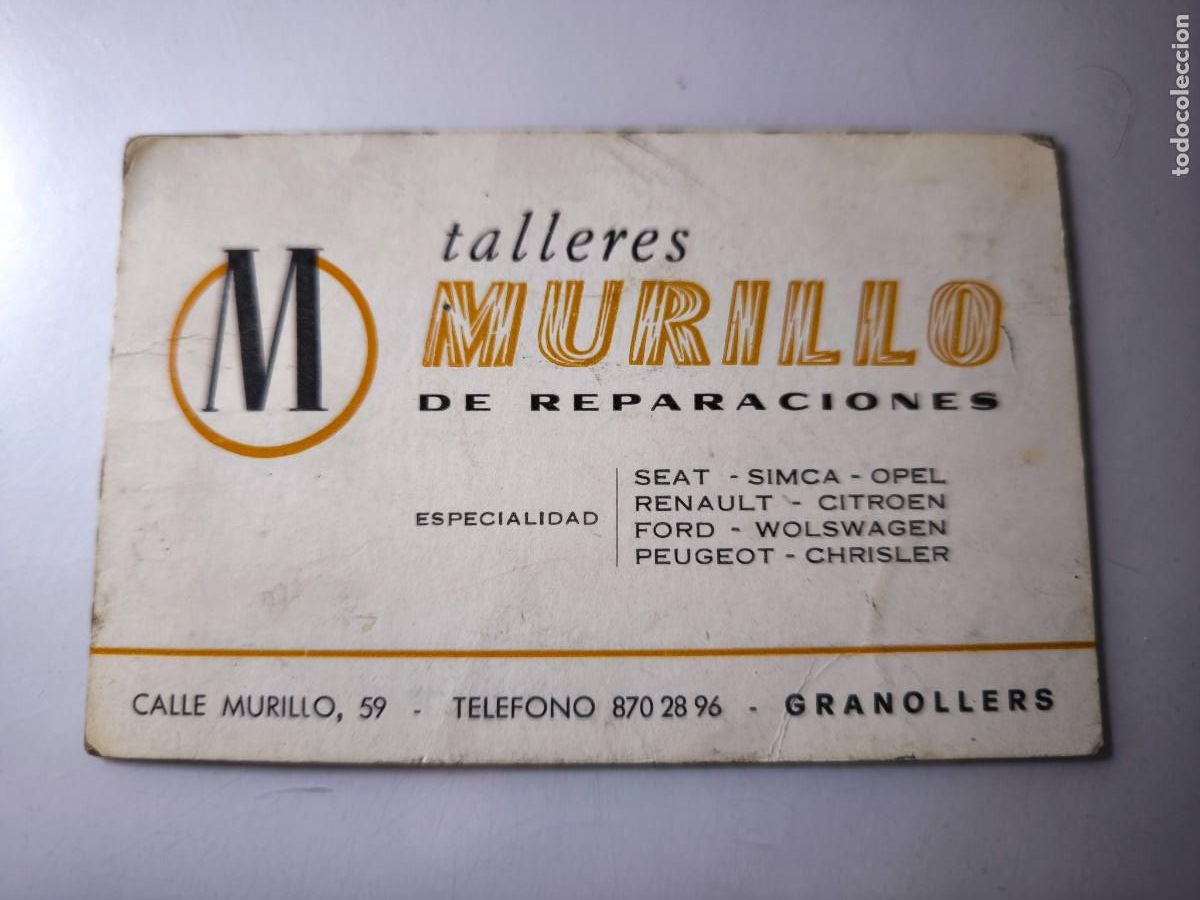 todocoleccion
talleres
M
MURILLO
DE REPARACIONES
ESPECIALIDAD
SEAT - SIMCA - OPEL
RENAULT - CITROEN
FORD - WOLSWAGEN
PEUGEOT - CHRISLER
CALLE MURILLO, 59 - TELEFONO 870 28 96 - GRANOLLERS